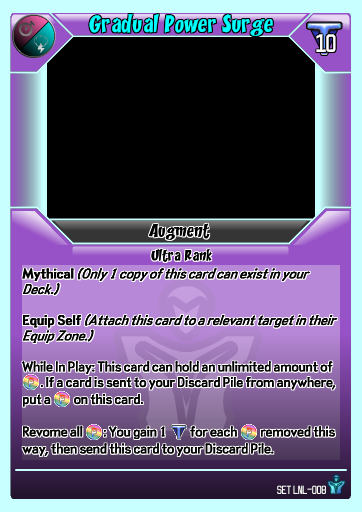 Gradual Power Surge
10
Augment
Ultra Rank
Mythical (Only 1 copy of this card can exist in your
Deck.)
Equip Self (Attach this card to a relevant target in their
Equip Zone.)
While In Play: This card can hold an unlimited amount of
. If a card is sent to your Discard Pile from anywhere,
put a on this card.
Revome all : You gain 1 for each removed this
way, then send this card to your Discard Pile.
SET LNL-008